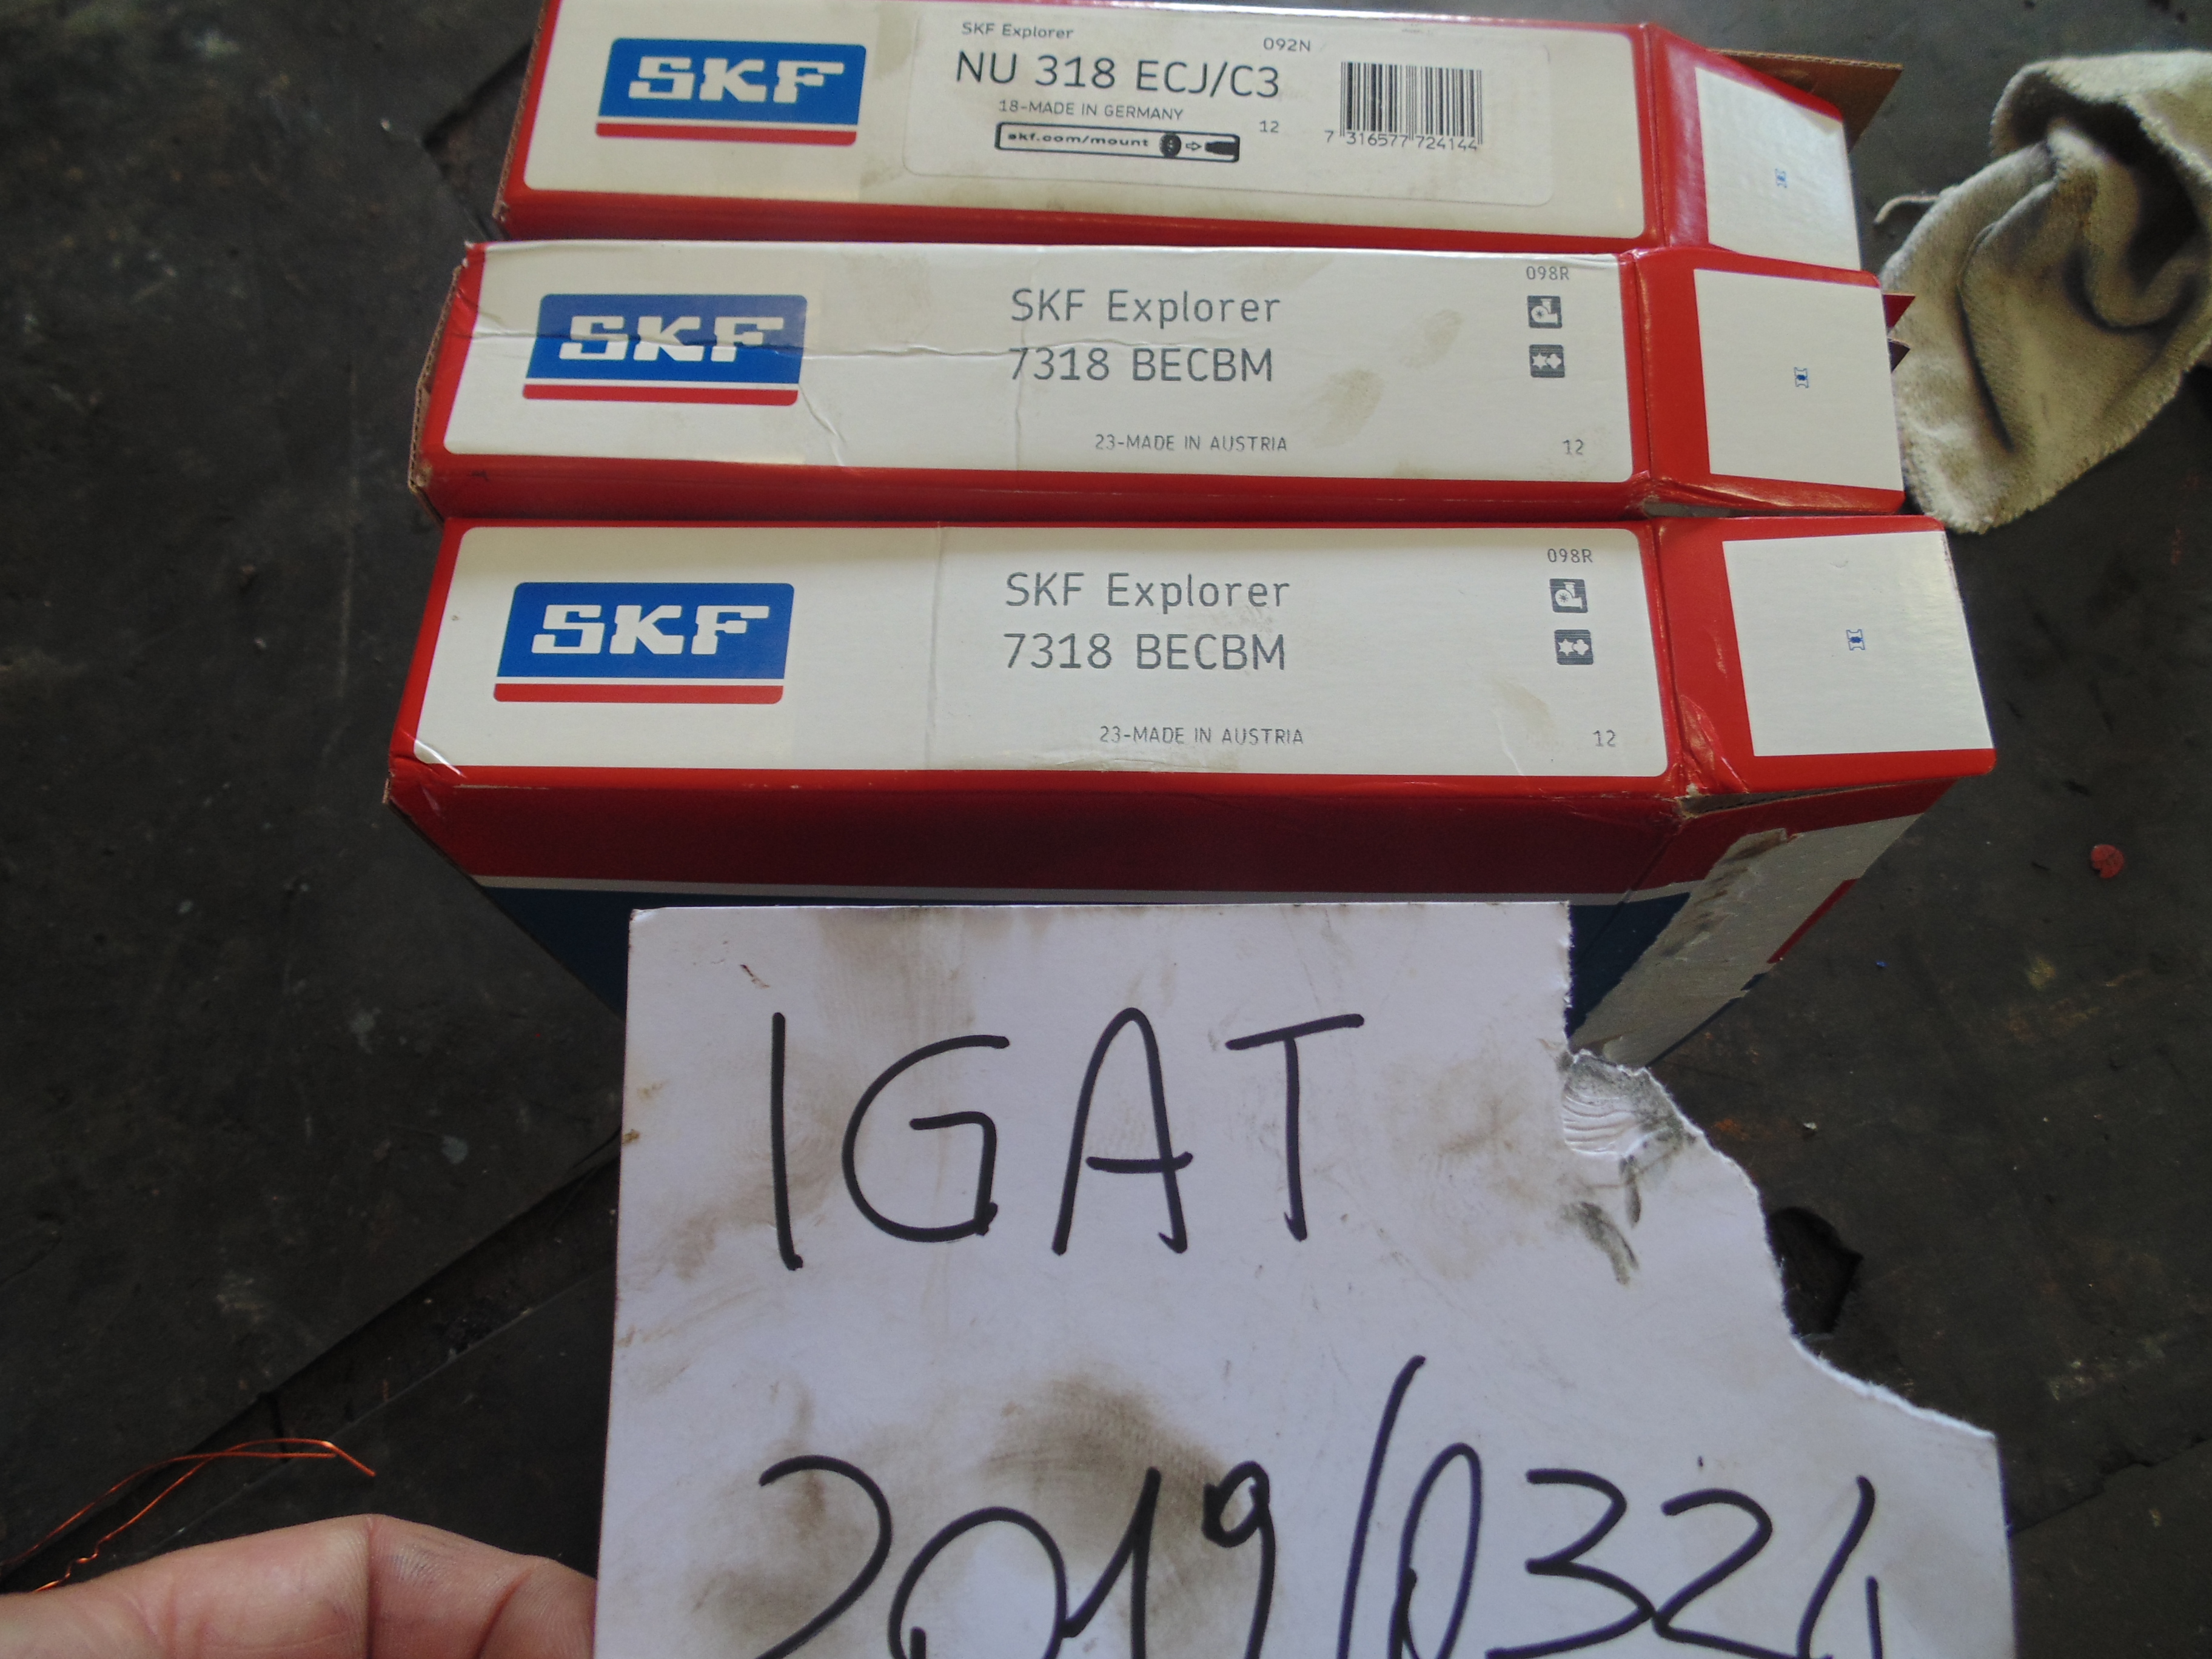 SKF
SKF Explorer
092N
NU 318 ECJ/C3
18-MADE IN GERMANY
12
skf.com/mount
7 316577 724144
SKF
SKF Explorer
7318 BECBM
098R
23-MADE IN AUSTRIA
12
SKF
SKF Explorer
7318 BECBM
098R
23-MADE IN AUSTRIA
12
IGAT
2019/0324